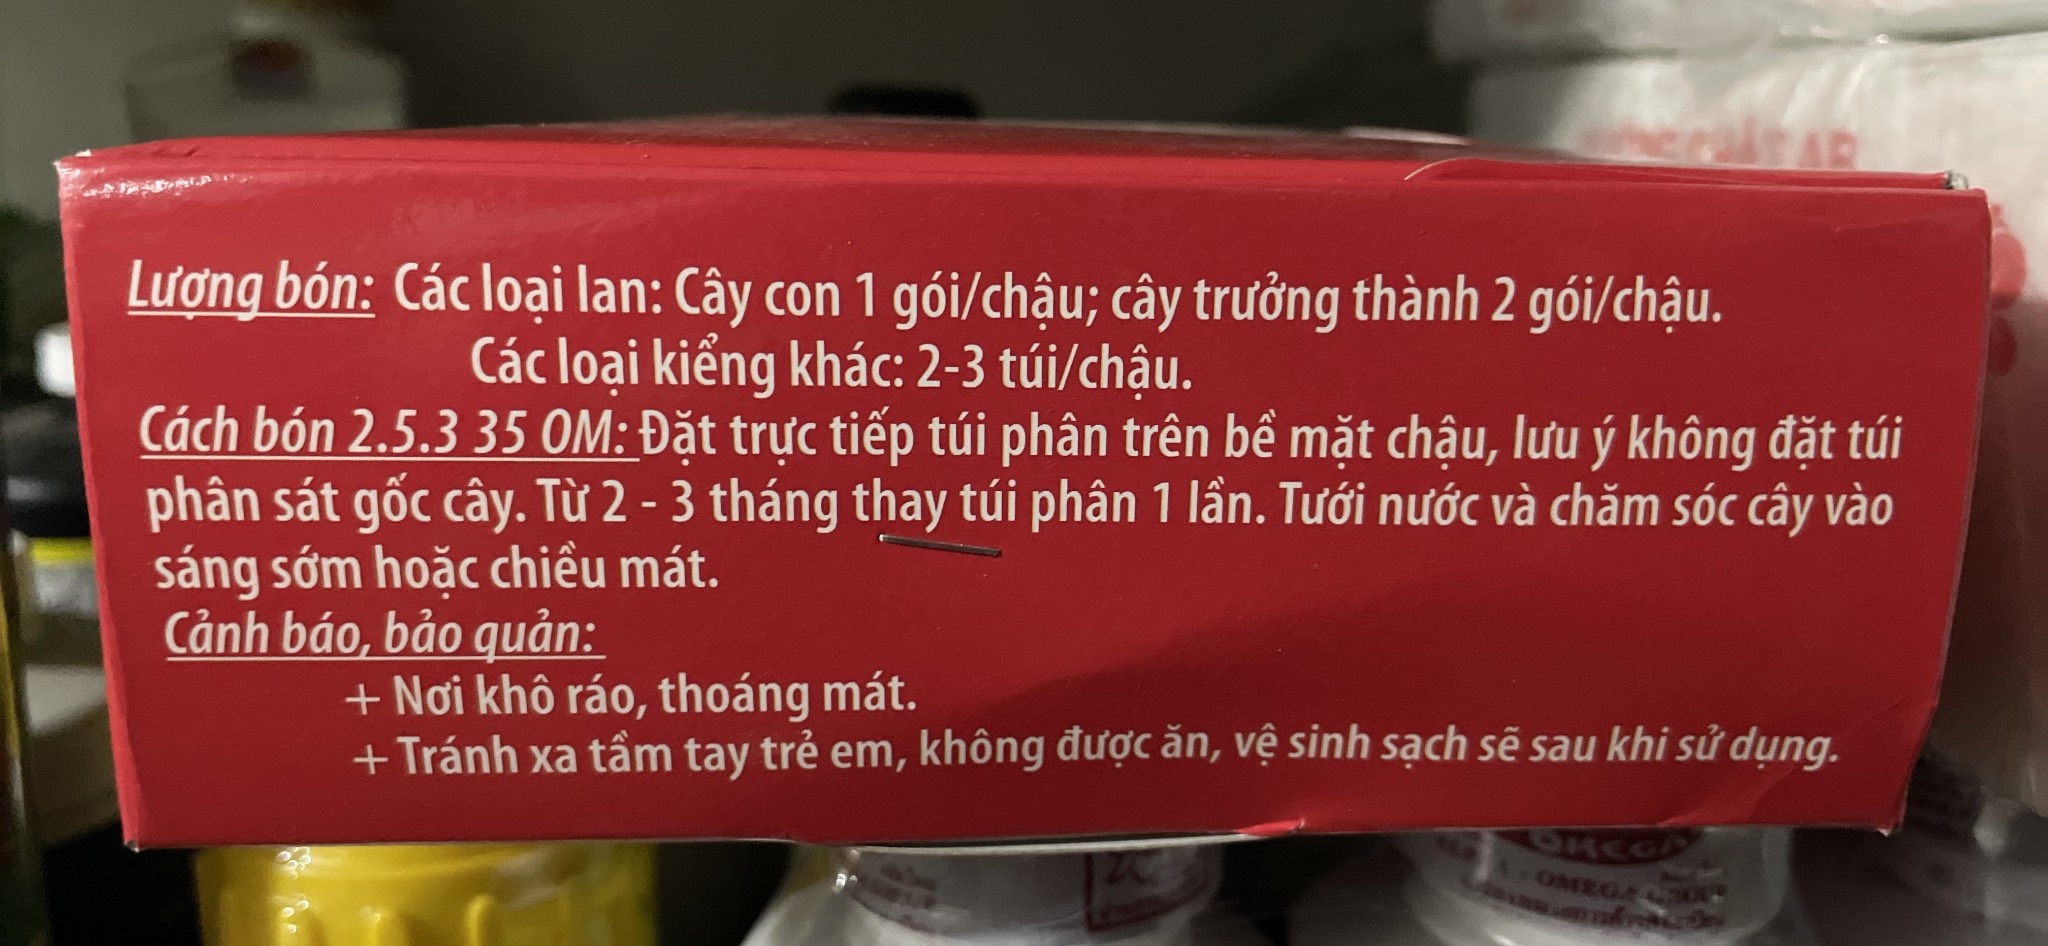 Lượng bón: Các loại lan: Cây con 1 gói/chậu; cây trưởng thành 2 gói/chậu.
Các loại kiểng khác: 2-3 túi/chậu.
Cách bón 2.5.3 35 OM: Đặt trực tiếp túi phân trên bề mặt chậu, lưu ý không đặt túi
phân sát gốc cây. Từ 2 - 3 tháng thay túi phân 1 lần. Tưới nước và chăm sóc cây vào
sáng sớm hoặc chiều mát.
Cảnh báo, bảo quản:
+ Nơi khô ráo, thoáng mát.
+ Tránh xa tầm tay trẻ em, không được ăn, vệ sinh sạch sẽ sau khi sử dụng.
OMEGA
OMEGA GROUP